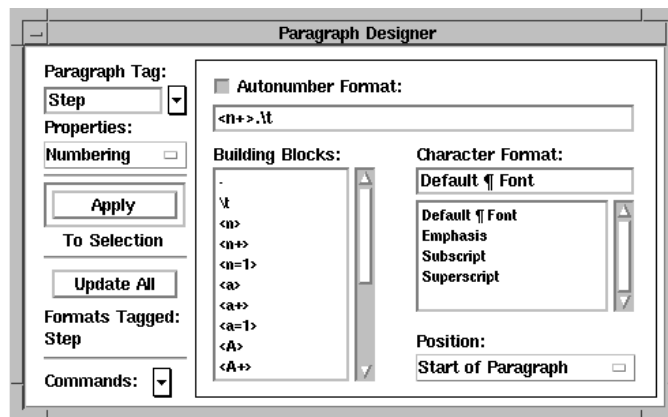 Paragraph Designer
Paragraph Tag:
Step
Properties:
Numbering
Apply
To Selection
Update All
Formats Tagged:
Step
Commands:
Autonumber Format:
<n+>.\t
Building Blocks:
.
\t
<n>
<n+>
<n=1>
<a>
<a+>
<a=1>
<A>
<A+>
Character Format:
Default ¶ Font
Default ¶ Font
Emphasis
Subscript
Superscript
Position:
Start of Paragraph